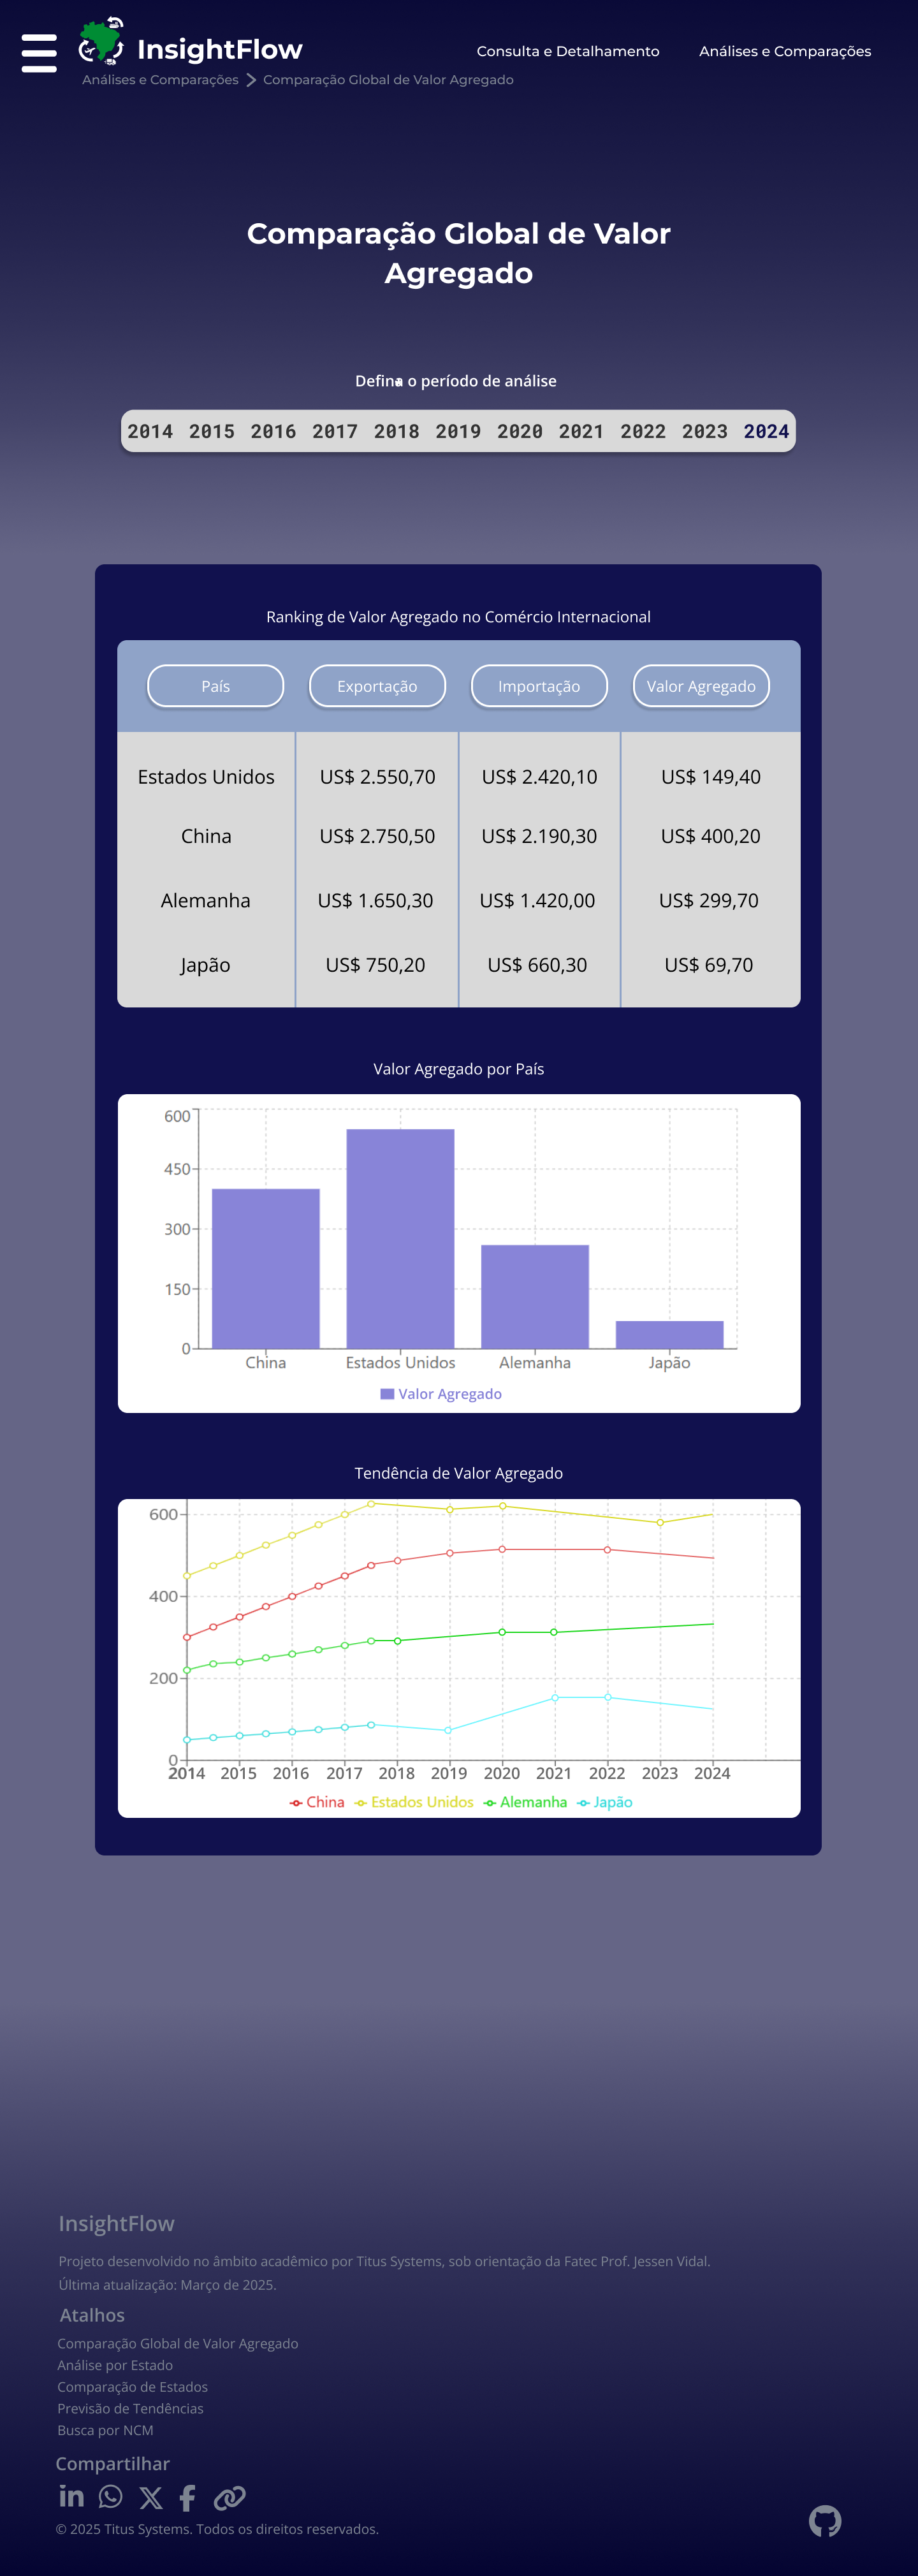 InsightFlow
Consulta e Detalhamento
Análises e Comparações
Análises e Comparações
Comparação Global de Valor Agregado
Comparação Global de Valor
Agregado
Defina o período de análise
2014 2015 2016 2017 2018 2019 2020 2021 2022 2023 2024
Ranking de Valor Agregado no Comércio Internacional
País Exportação Importação Valor Agregado
Estados Unidos US$ 2.550,70 US$ 2.420,10 US$ 149,40
China US$ 2.750,50 US$ 2.190,30 US$ 400,20
Alemanha US$ 1.650,30 US$ 1.420,00 US$ 299,70
Japão US$ 750,20 US$ 660,30 US$ 69,70
Valor Agregado por País
600
450
300
150
0
China Estados Unidos Alemanha Japão
Valor Agregado
Tendência de Valor Agregado
600
400
200
0
2014 2015 2016 2017 2018 2019 2020 2021 2022 2023 2024
China Estados Unidos Alemanha Japão
InsightFlow
Projeto desenvolvido no âmbito acadêmico por Titus Systems, sob orientação da Fatec Prof. Jessen Vidal.
Última atualização: Março de 2025.
Atalhos
Comparação Global de Valor Agregado
Análise por Estado
Comparação de Estados
Previsão de Tendências
Busca por NCM
Compartilhar
© 2025 Titus Systems. Todos os direitos reservados.